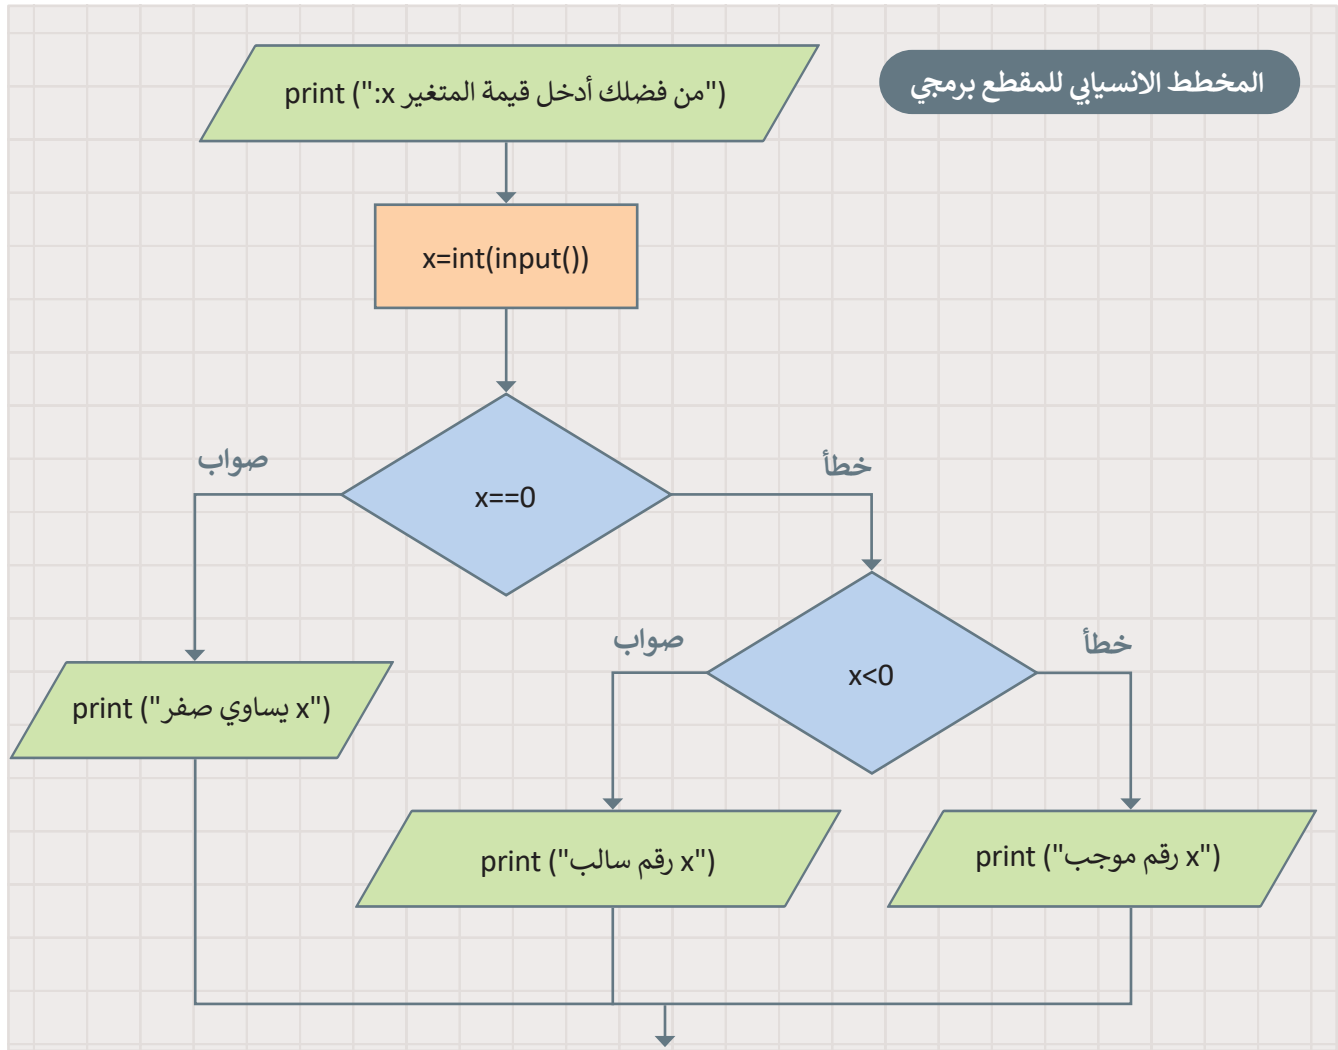 المخطط الانسيابي للمقطع برمجي
print ("من فضلك أدخل قيمة المتغير x:")
x=int(input())
x==0
صواب
خطأ
x<0
صواب
خطأ
print ("x يساوي صفر")
print ("x رقم سالب")
print ("x رقم موجب")